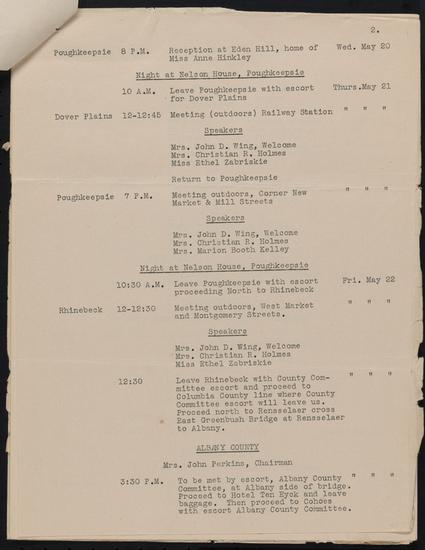 2.
Poughkeepsie 8 P.M. Reception at Eden Hill, home of Wed. May 20
Miss Anne Hinkley
Night at Nelson House, Poughkeepsie
10 A.M. Leave Poughkeepsie with escort Thurs.May 21
for Dover Plains
Dover Plains 12-12:45 Meeting (outdoors) Railway Station " " "
Speakers
Mrs. John D. Wing, Welcome
Mrs. Christian R. Holmes
Miss Ethel Zabriskie
Return to Poughkeepsie
Poughkeepsie 7 P.M. Meeting outdoors, Corner New " " "
Market & Mill Streets
Speakers
Mrs. John D. Wing, Welcome
Mrs. Christian R. Holmes
Mrs. Marion Booth Kelley
Night at Nelson House, Poughkeepsie
10:30 A.M. Leave Poughkeepsie with escort Fri. May 22
proceeding North to Rhinebeck
Rhinebeck 12-12:30 Meeting outdoors, West Market " " "
and Montgomery Streets.
Speakers
Mrs. John D. Wing, Welcome
Mrs. Christian R. Holmes
Miss Ethel Zabriskie
12:30 Leave Rhinebeck with County Com- " " "
mittee escort and proceed to
Columbia County line where County
Committee escort will leave us.
Proceed north to Rensselaer cross
East Greenbush Bridge at Rensselaer
to Albany.
ALBANY COUNTY
Mrs. John Perkins, Chairman
3:30 P.M. To be met by escort, Albany County " " "
Committee, at Albany side of bridge.
Proceed to Hotel Ten Eyck and leave
baggage. Then proceed to Cohoes
with escort Albany County Committee.